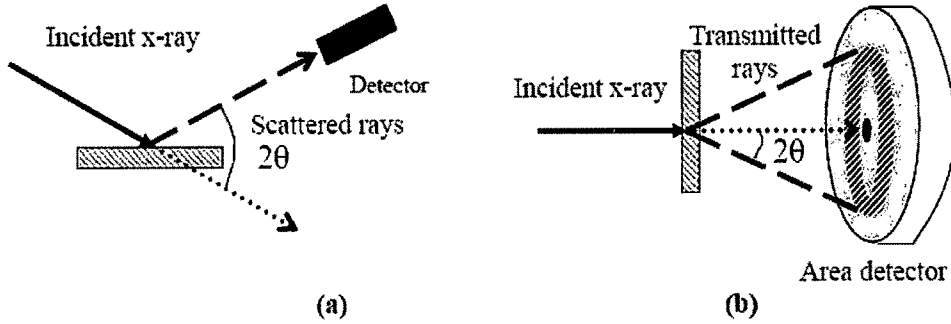 Incident x-ray
Detector
Scattered rays
2θ
(a)
Transmitted
rays
Incident x-ray
2θ
Area detector
(b)